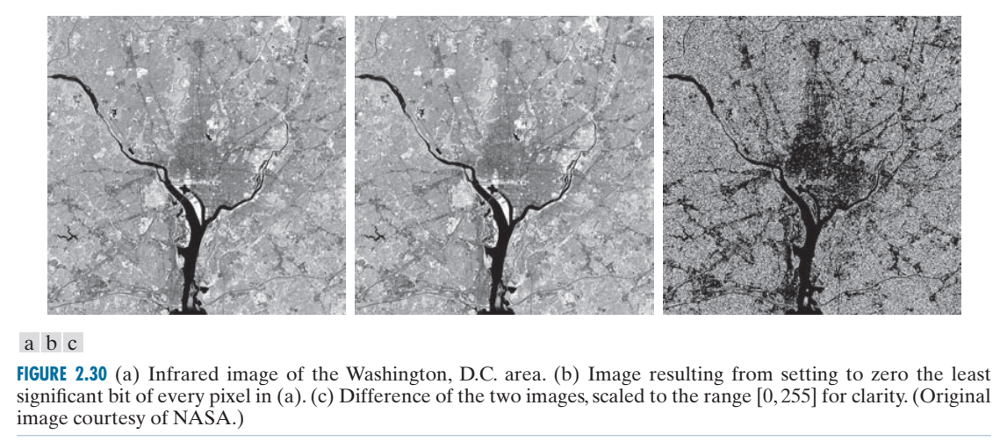 a b c
FIGURE 2.30 (a) Infrared image of the Washington, D.C. area. (b) Image resulting from setting to zero the least
significant bit of every pixel in (a). (c) Difference of the two images, scaled to the range [0, 255] for clarity. (Original
image courtesy of NASA.)